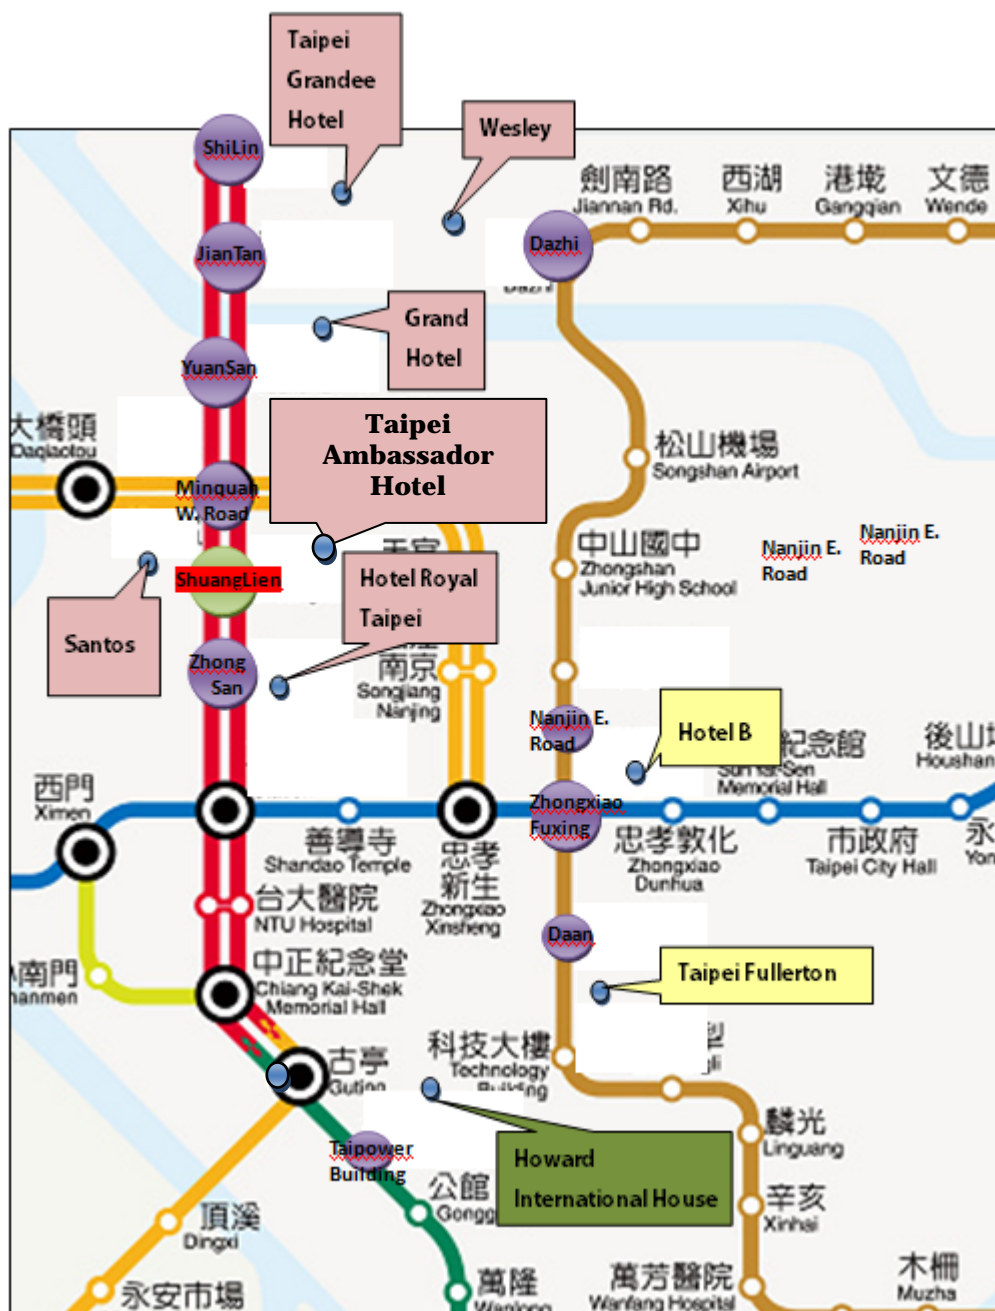 Taipei
Grandee
Hotel
Wesley
ShiLin
劍南路
Jiannan Rd.
西湖
Xihu
港墘
Gangqian
文德
Wende
JianTan
Dazhi
Grand
Hotel
YuanSan
大橋頭
Daqiaotou
Taipei
Ambassador
Hotel
松山機場
Songshan Airport
Minquan
W. Road
中山國中
Zhongshan
Junior High School
Nanjin E.
Road
Nanjin E.
Road
ShuangLien
Hotel Royal
Taipei
Santos
Zhong
San
南京
Songjiang
Nanjing
Nanjin E.
Road
Hotel B
紀念館
Sun Yat-Sen
Memorial Hall
後山
Houshan
西門
Ximen
Zhongxiao
Fuxing
善導寺
Shandao Temple
忠孝
新生
Zhongxiao
Xinsheng
忠孝敦化
Zhongxiao
Dunhua
市政府
Taipei City Hall
永
Yon
台大醫院
NTU Hospital
Daan
南門
nanmen
中正紀念堂
Chiang Kai-Shek
Memorial Hall
Taipei Fullerton
古亭
Guting
科技大樓
Technology
Building
麟光
Linguang
Taipower
Building
Howard
International House
公館
Gongg
辛亥
Xinhai
頂溪
Dingxi
永安市場
萬隆
Wanlong
萬芳醫院
Wanfang Hospital
木柵
Muzha